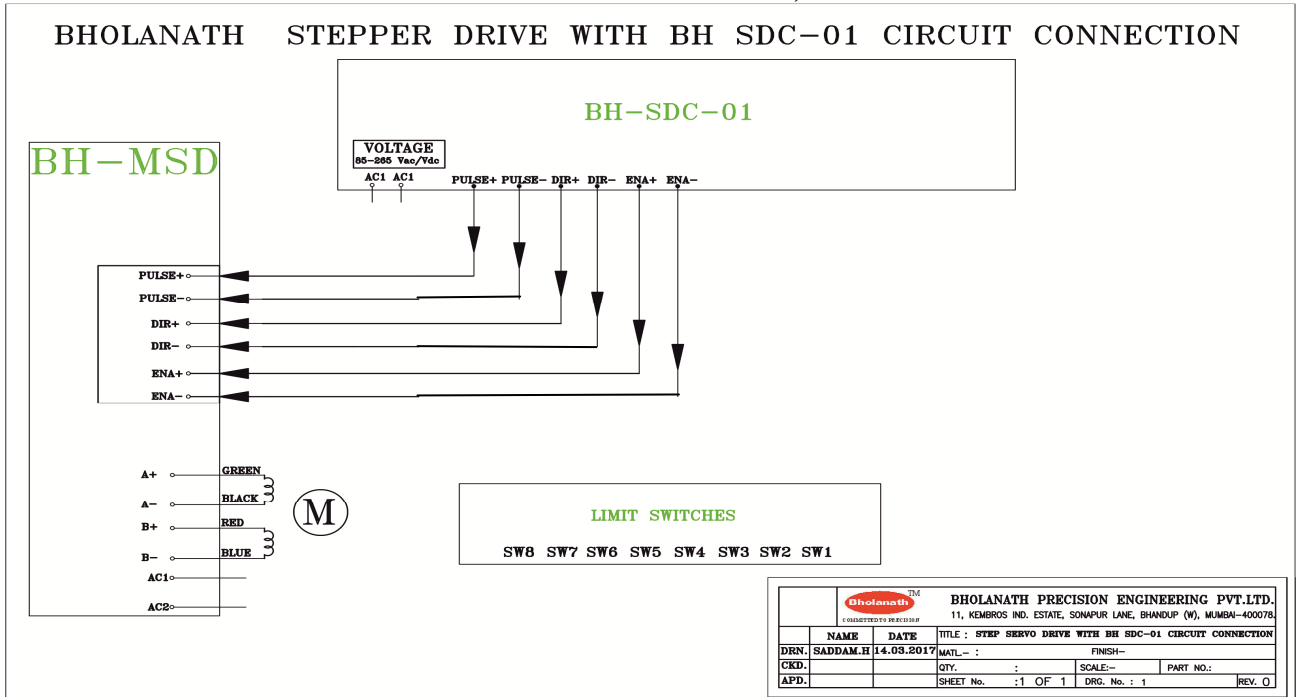 BHOLANATH STEPPER DRIVE WITH BH SDC-01 CIRCUIT CONNECTION
BH-SDC-01
BH-MSD
VOLTAGE
85-265 Vac/Vdc
AC1 AC1
PULSE+ PULSE- DIR+ DIR- ENA+ ENA-
PULSE+
PULSE-
DIR+
DIR-
ENA+
ENA-
A+ GREEN
A- BLACK
M
B+ RED
B- BLUE
AC1
AC2
LIMIT SWITCHES
SW8 SW7 SW6 SW5 SW4 SW3 SW2 SW1
Bholanath TM
COMMITTED TO PRECISION
BHOLANATH PRECISION ENGINEERING PVT.LTD.
11, KEMBROS IND. ESTATE, SONAPUR LANE, BHANDUP (W), MUMBAI-400078.
NAME DATE TITLE : STEP SERVO DRIVE WITH BH SDC-01 CIRCUIT CONNECTION
DRN. SADDAM.H 14.03.2017 MATL.- : FINISH-
CKD. QTY. : SCALE:- PART NO.:
APD. SHEET No. :1 OF 1 DRG. No. : 1 REV. 0